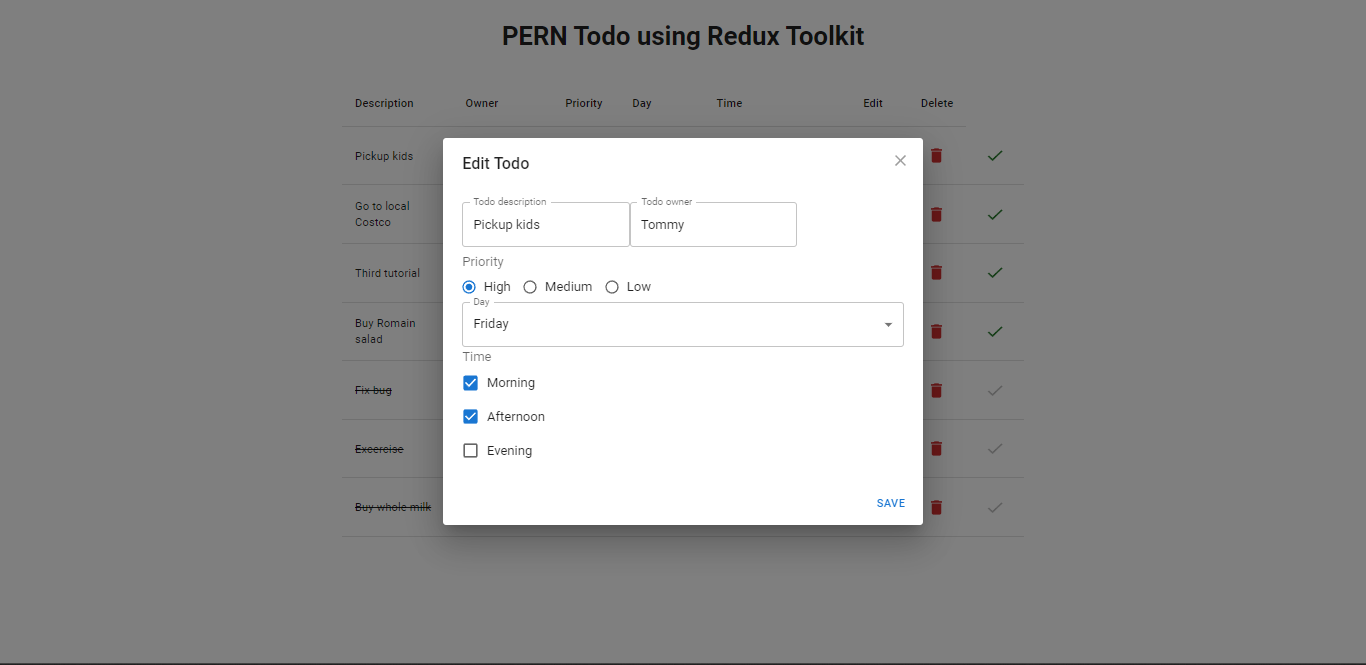 PERN Todo using Redux Toolkit
Description Owner Priority Day Time Edit Delete
Pickup kids
Go to local
Costco
Third tutorial
Buy Romain
salad
Fix bug
Excercise
Buy whole milk
Edit Todo
Todo description Todo owner
Pickup kids Tommy
Priority
High Medium Low
Day
Friday
Time
Morning
Afternoon
Evening
SAVE